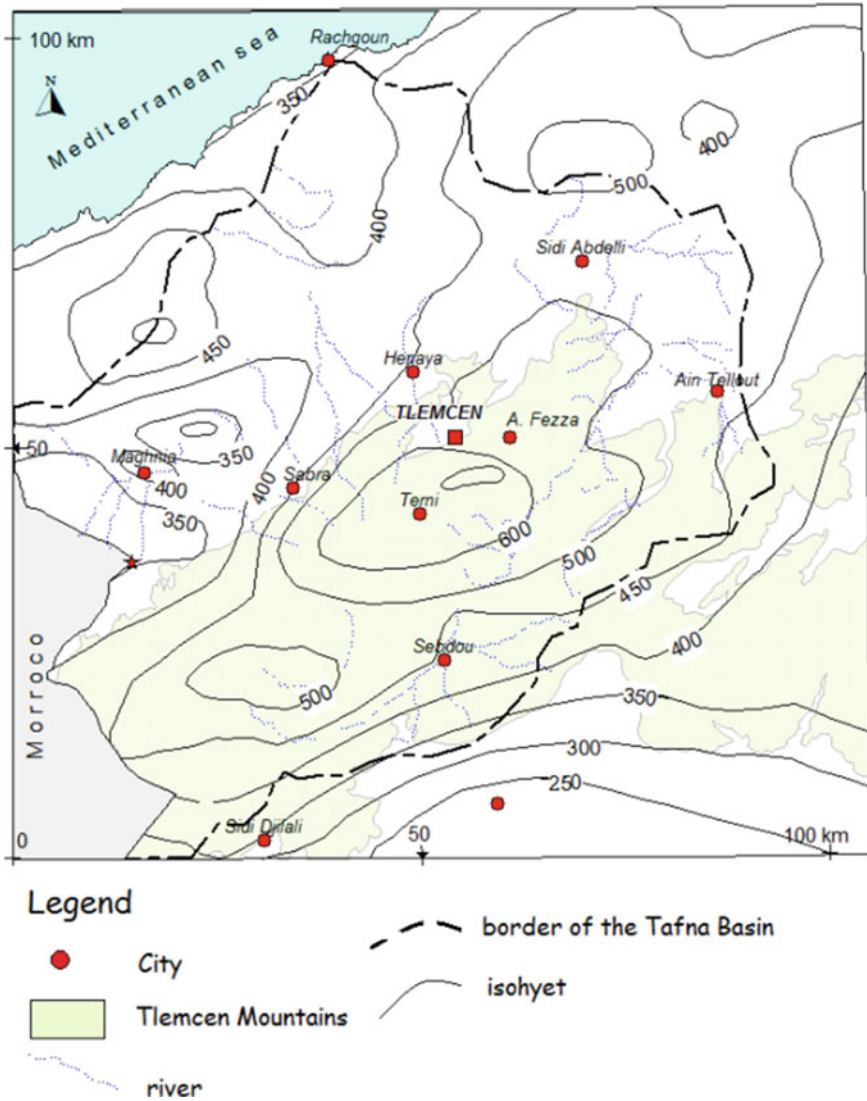 100 km
Rachgoun
Mediterranean sea
N
350
400
400
500
Sidi Abdelli
450
Henaya
Ain Tellout
TLEMCEN
A. Fezza
50
350
Maghnia
400
Sabra
400
Terni
350
600
500
450
Morroco
Sebdou
400
500
350
300
250
Sidi Djilali
0
50
100 km
Legend
border of the Tafna Basin
City
isohyet
Tlemcen Mountains
river